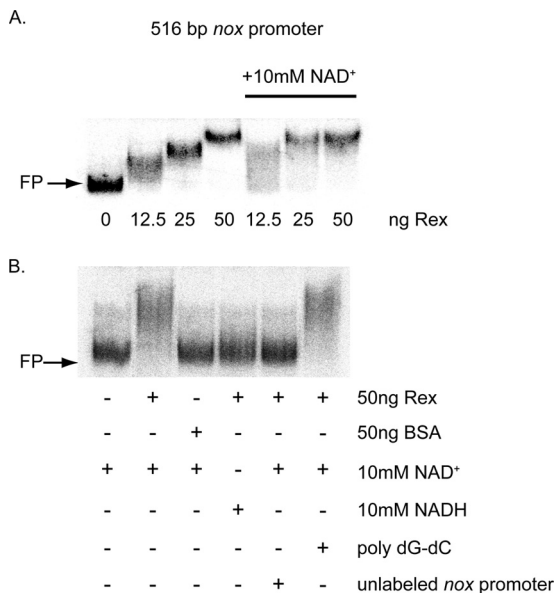 A.
516 bp nox promoter
+10mM NAD⁺
FP
0 12.5 25 50 12.5 25 50 ng Rex
B.
FP
- + - + + + 50ng Rex
- - + - - - 50ng BSA
+ + + - + + 10mM NAD⁺
- - - + - - 10mM NADH
- - - - - + poly dG-dC
- - - - + - unlabeled nox promoter